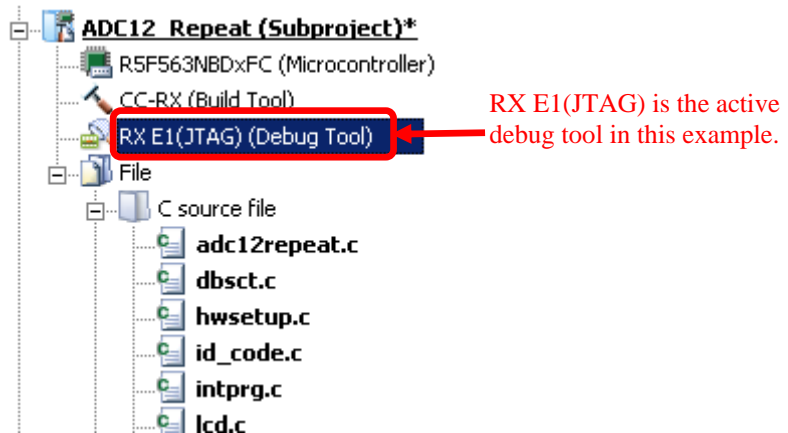 ADC12_Repeat (Subproject)*
R5F563NBDxFC (Microcontroller)
CC-RX (Build Tool)
RX E1(JTAG) (Debug Tool)
RX E1(JTAG) is the active
debug tool in this example.
File
C source file
adc12repeat.c
dbsct.c
hwsetup.c
id_code.c
intprg.c
lcd.c